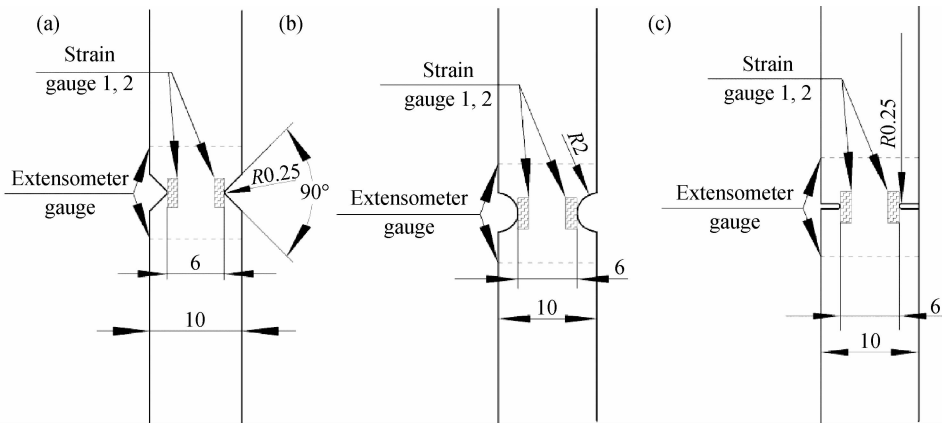 (a)
Strain
gauge 1, 2
Extensometer
gauge
R0.25
90°
6
10
(b)
Strain
gauge 1, 2
R2
Extensometer
gauge
6
10
(c)
Strain
gauge 1, 2
R0.25
Extensometer
gauge
6
10